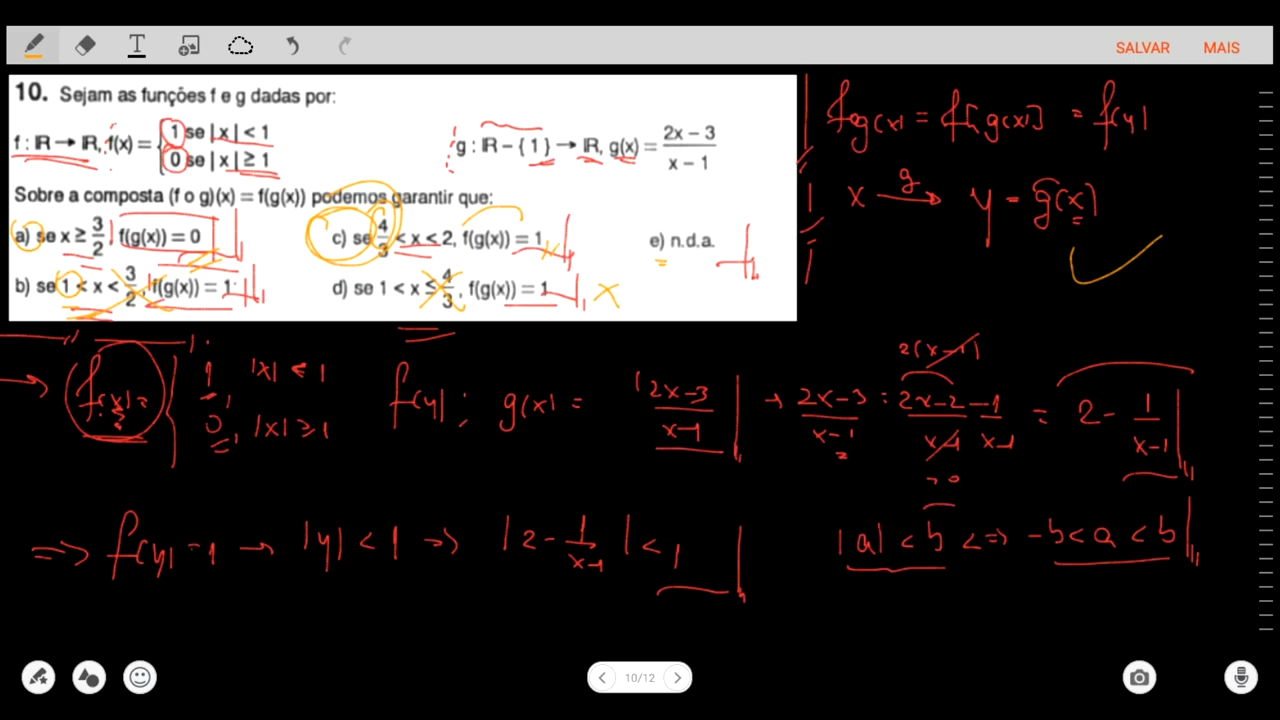 SALVAR MAIS
10. Sejam as funções f e g dadas por:
f : ℝ → ℝ, f(x) = { 1 se | x | < 1
0 se | x | ≥ 1
g : ℝ − { 1 } → ℝ, g(x) = (2x − 3)/(x − 1)
Sobre a composta (f o g)(x) = f(g(x)) podemos garantir que:
a) se x ≥ 3/2, f(g(x)) = 0
b) se 1 < x < 3/2, f(g(x)) = 1
c) se 4/3 < x < 2, f(g(x)) = 1
d) se 1 < x ≤ 4/3, f(g(x)) = 1
e) n.d.a.
fog(x) = f[g(x)] = f(y)
x →g y = g(x)
f(x) = { 1, |x| < 1
0, |x| ≥ 1
f(y) ; g(x) = (2x-3)/(x-1) → (2x-3)/(x-1) = (2x-2)/(x-1) -1/(x-1) = 2 - 1/(x-1)
2(x-1)
⇒ f(y) = 1 → |y| < 1 ⇒ |2 - 1/(x-1)| < 1
|a| < b <=> -b < a < b
10/12